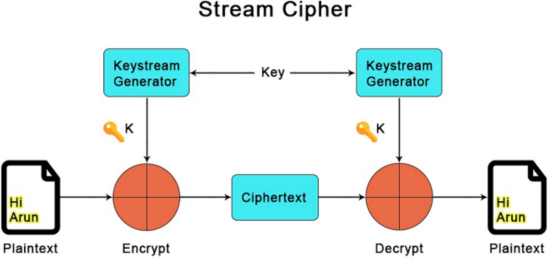 Stream Cipher
Keystream
Generator
Key
Keystream
Generator
K
K
Hi
Arun
Ciphertext
Hi
Arun
Plaintext
Encrypt
Decrypt
Plaintext